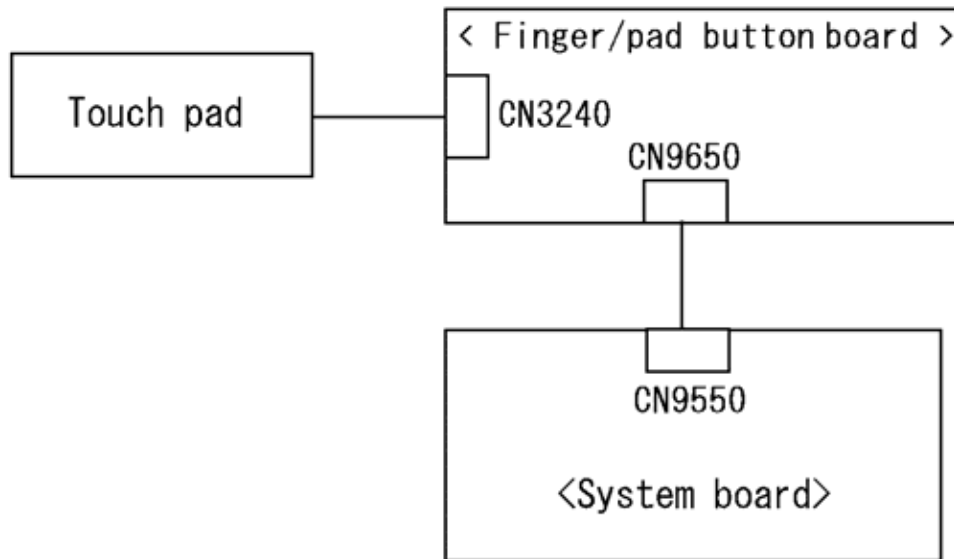 < Finger/pad button board >
Touch pad
CN3240
CN9650
CN9550
<System board>